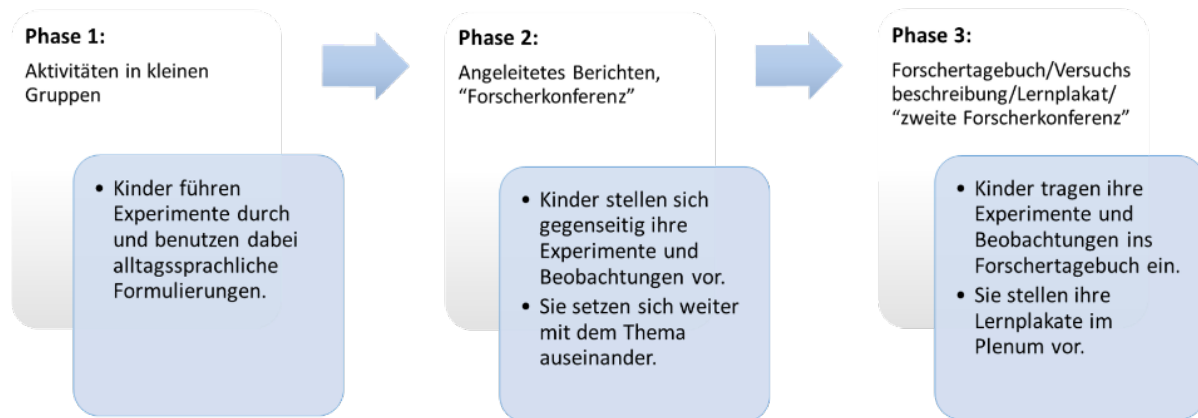 Phase 1:
Aktivitäten in kleinen
Gruppen
• Kinder führen
Experimente durch
und benutzen dabei
alltagssprachliche
Formulierungen.
Phase 2:
Angeleitetes Berichten,
“Forscherkonferenz”
• Kinder stellen sich
gegenseitig ihre
Experimente und
Beobachtungen vor.
• Sie setzen sich weiter
mit dem Thema
auseinander.
Phase 3:
Forschertagebuch/Versuchs
beschreibung/Lernplakat/
“zweite Forscherkonferenz”
• Kinder tragen ihre
Experimente und
Beobachtungen ins
Forschertagebuch ein.
• Sie stellen ihre
Lernplakate im
Plenum vor.